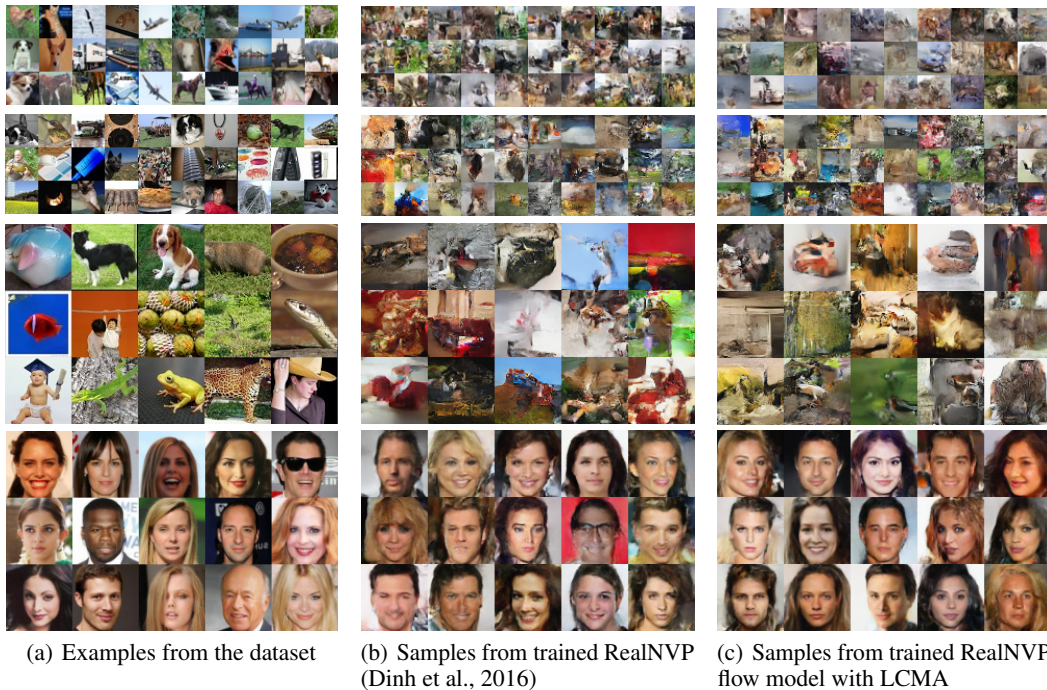 (a) Examples from the dataset
(b) Samples from trained RealNVP
(Dinh et al., 2016)
(c) Samples from trained RealNVP
flow model with LCMA